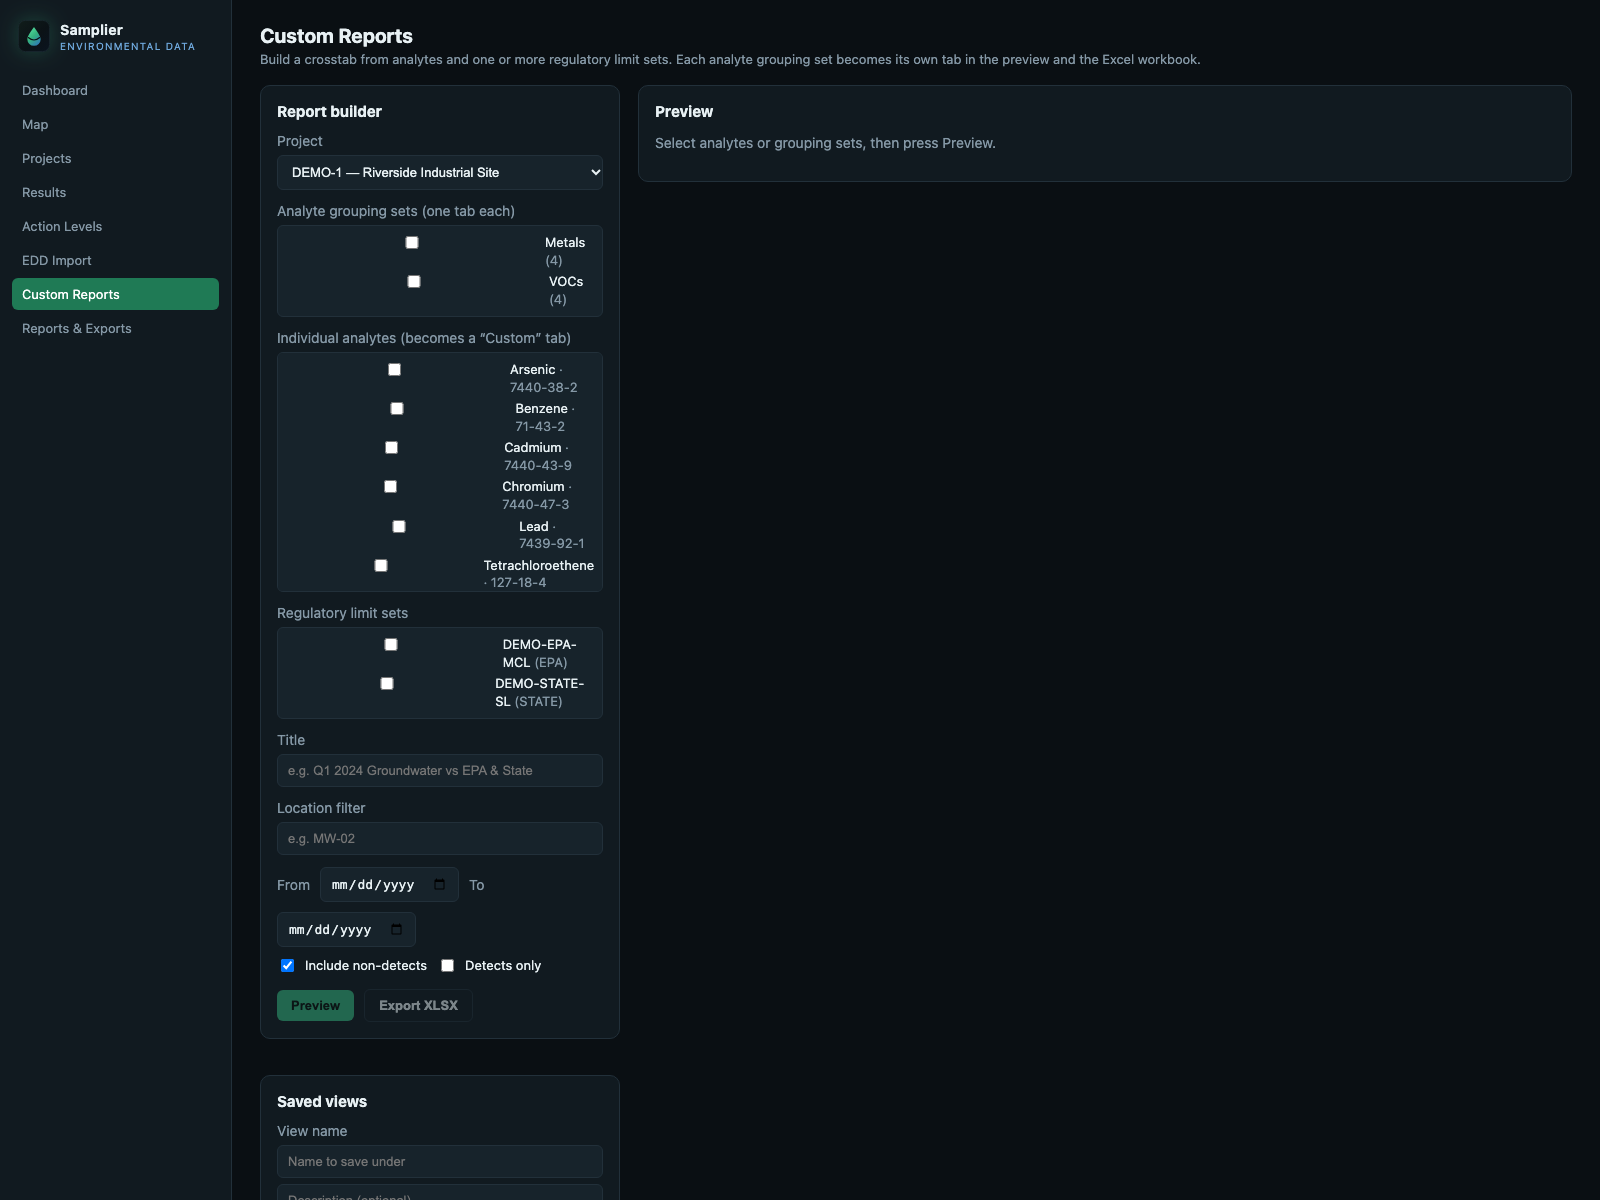 Samplier
ENVIRONMENTAL DATA
Dashboard
Map
Projects
Results
Action Levels
EDD Import
Custom Reports
Reports & Exports
Custom Reports
Build a crosstab from analytes and one or more regulatory limit sets. Each analyte grouping set becomes its own tab in the preview and the Excel workbook.
Report builder
Project
DEMO-1 — Riverside Industrial Site
Analyte grouping sets (one tab each)
Metals
(4)
VOCs
(4)
Individual analytes (becomes a “Custom” tab)
Arsenic ·
7440-38-2
Benzene ·
71-43-2
Cadmium ·
7440-43-9
Chromium ·
7440-47-3
Lead ·
7439-92-1
Tetrachloroethene
· 127-18-4
Regulatory limit sets
DEMO-EPA-
MCL (EPA)
DEMO-STATE-
SL (STATE)
Title
e.g. Q1 2024 Groundwater vs EPA & State
Location filter
e.g. MW-02
From mm/dd/yyyy To
mm/dd/yyyy
Include non-detects Detects only
Preview Export XLSX
Saved views
View name
Name to save under
Description (optional)
Preview
Select analytes or grouping sets, then press Preview.